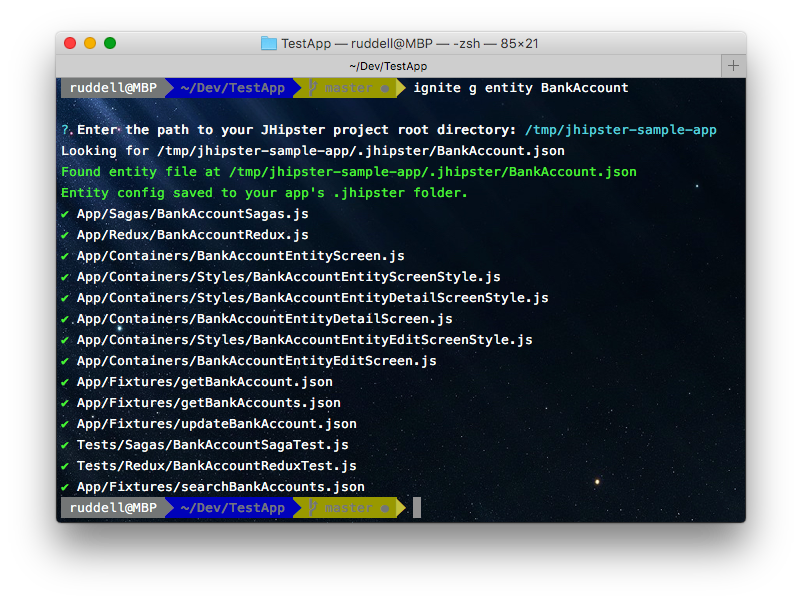 TestApp — ruddell@MBP — -zsh — 85×21
~/Dev/TestApp
ruddell@MBP ~/Dev/TestApp master ● ignite g entity BankAccount
? Enter the path to your JHipster project root directory: /tmp/jhipster-sample-app
Looking for /tmp/jhipster-sample-app/.jhipster/BankAccount.json
Found entity file at /tmp/jhipster-sample-app/.jhipster/BankAccount.json
Entity config saved to your app's .jhipster folder.
✔ App/Sagas/BankAccountSagas.js
✔ App/Redux/BankAccountRedux.js
✔ App/Containers/BankAccountEntityScreen.js
✔ App/Containers/Styles/BankAccountEntityScreenStyle.js
✔ App/Containers/Styles/BankAccountEntityDetailScreenStyle.js
✔ App/Containers/BankAccountEntityDetailScreen.js
✔ App/Containers/Styles/BankAccountEntityEditScreenStyle.js
✔ App/Containers/BankAccountEntityEditScreen.js
✔ App/Fixtures/getBankAccount.json
✔ App/Fixtures/getBankAccounts.json
✔ App/Fixtures/updateBankAccount.json
✔ Tests/Sagas/BankAccountSagaTest.js
✔ Tests/Redux/BankAccountReduxTest.js
✔ App/Fixtures/searchBankAccounts.json
ruddell@MBP ~/Dev/TestApp master ●